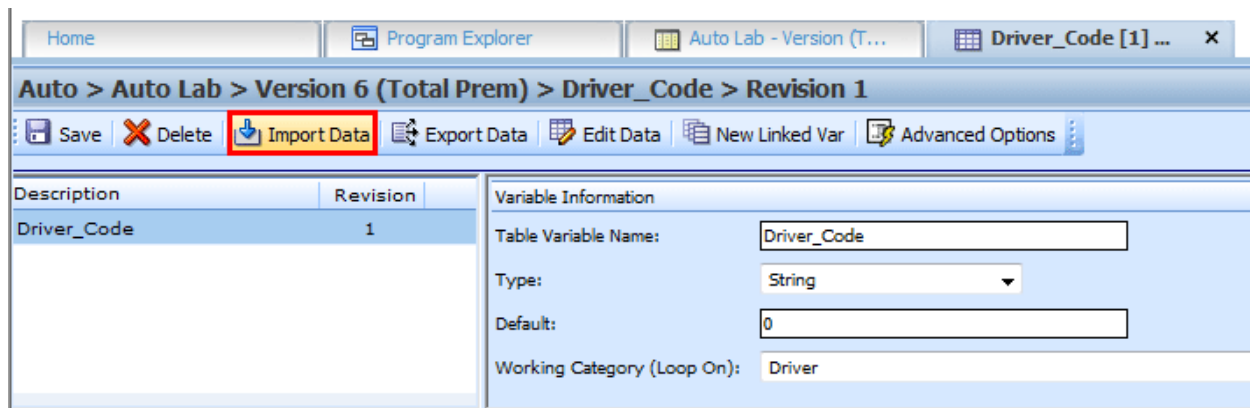 Home Program Explorer Auto Lab - Version (T... Driver_Code [1] ... ×
Auto > Auto Lab > Version 6 (Total Prem) > Driver_Code > Revision 1
Save Delete Import Data Export Data Edit Data New Linked Var Advanced Options
Description Revision
Driver_Code 1
Variable Information
Table Variable Name: Driver_Code
Type: String
Default: 0
Working Category (Loop On): Driver